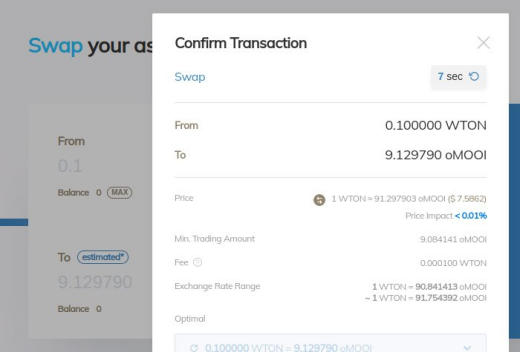 Swap your as
Confirm Transaction
Swap
7 sec
From
0.100000 WTON
To
9.129790 oMOOI
From
0.1
Balance 0 MAX
To estimated*
9.129790
Balance 0
Price
1 WTON ≈ 91.297903 oMOOI ($ 7.5862)
Price Impact < 0.01%
Min. Trading Amount
9.084141 oMOOI
Fee ?
0.000100 WTON
Exchange Rate Range
1 WTON = 90.841413 oMOOI
~ 1 WTON = 91.754392 oMOOI
Optimal
0.100000 WTON = 9.129790 oMOOI